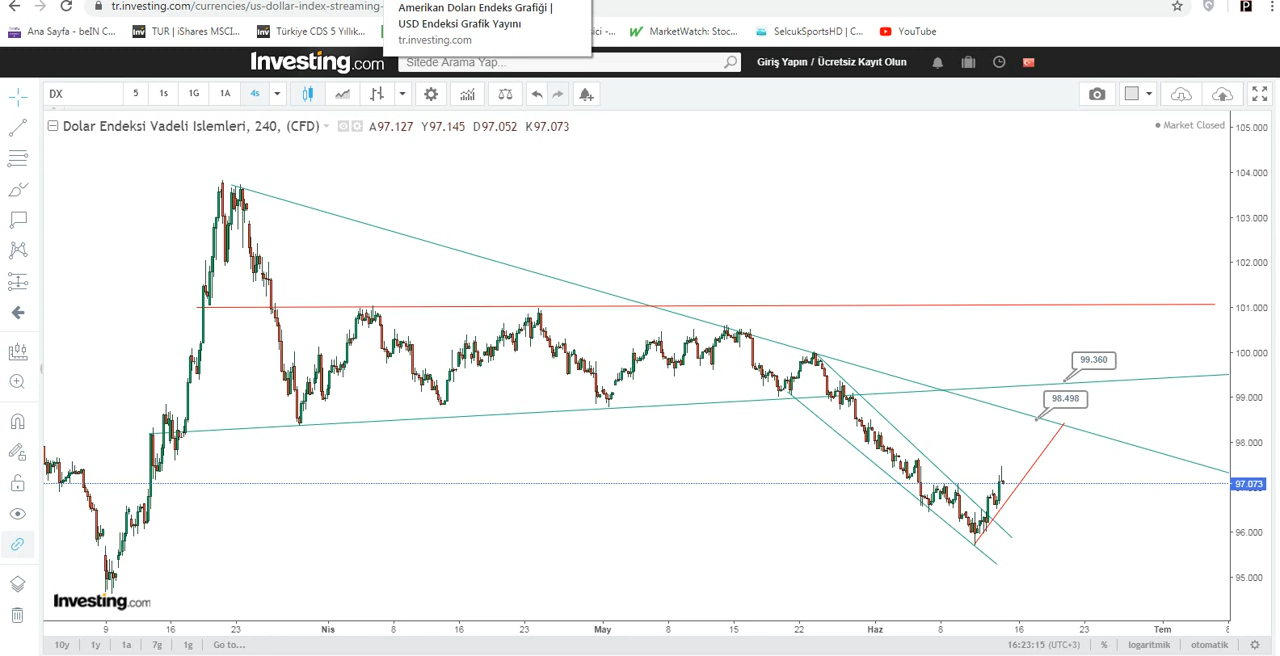 tr.investing.com/currencies/us-dollar-index-streaming-
Amerikan Doları Endeks Grafiği |
USD Endeksi Grafik Yayını
tr.investing.com
Ana Sayfa - beIN C...
TUR | iShares MSCI...
Türkiye CDS 5 Yıllık...
MarketWatch: Stoc...
SelcukSportsHD | C...
YouTube
Investing.com
Sitede Arama Yap...
Giriş Yapın / Ücretsiz Kayıt Olun
DX
5
1s
1G
1A
4s
Dolar Endeksi Vadeli Islemleri, 240, (CFD)
A97.127 Y97.145 D97.052 K97.073
Market Closed
105.000
104.000
103.000
102.000
101.000
100.000
99.360
99.000
98.498
98.000
97.073
96.000
95.000
Investing.com
9
16
23
Nis
8
16
23
May
8
15
22
Haz
8
16
23
Tem
8
10y
1y
1a
7g
1g
Go to...
16:23:15 (UTC+3)
%
logaritmik
otomatik